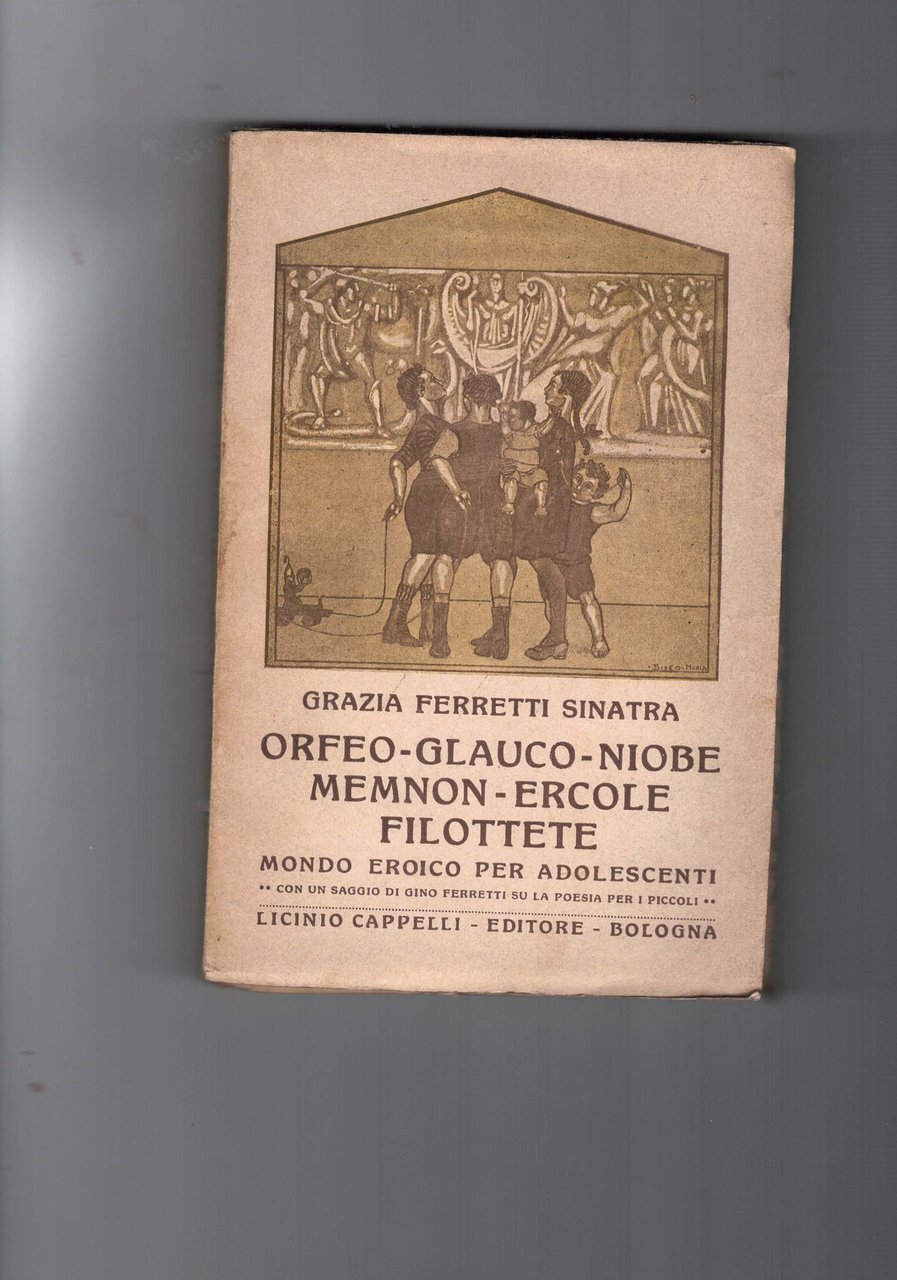 GRAZIA FERRETTI SINATRA
ORFEO-GLAUCO-NIOBE
MEMNON-ERCOLE
FILOTTETE
MONDO EROICO PER ADOLESCENTI
•• CON UN SAGGIO DI GINO FERRETTI SU LA POESIA PER I PICCOLI ••
LICINIO CAPPELLI - EDITORE - BOLOGNA